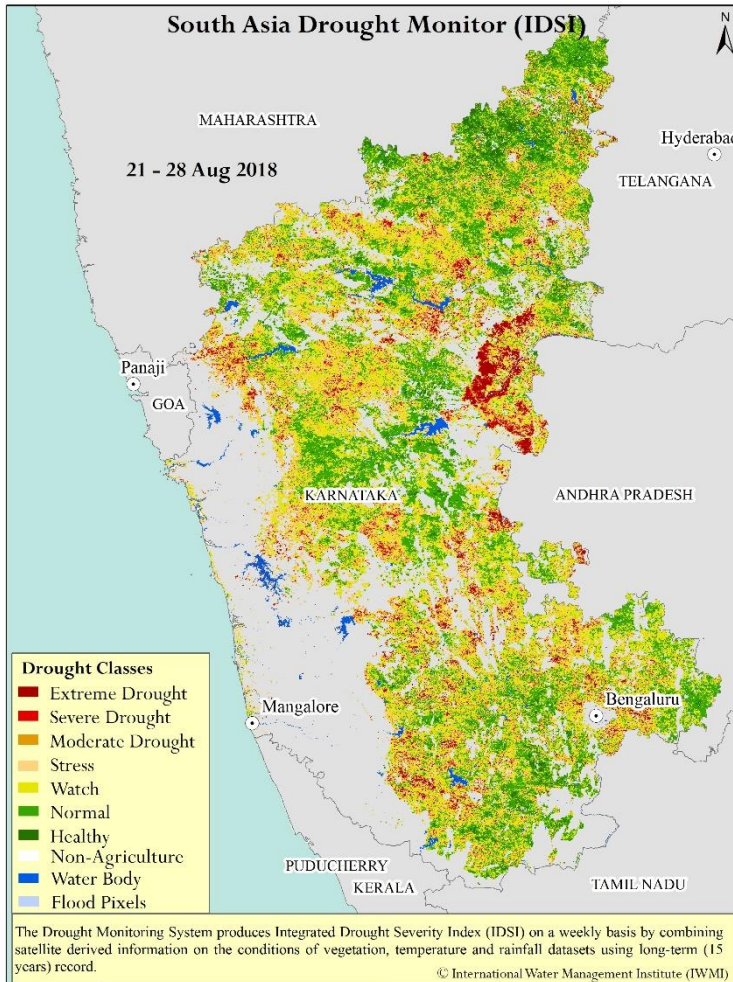 South Asia Drought Monitor (IDSI)
N
MAHARASHTRA
Hyderabad
21 - 28 Aug 2018
TELANGANA
Panaji
GOA
KARNATAKA
ANDHRA PRADESH
Drought Classes
Extreme Drought
Severe Drought
Moderate Drought
Stress
Watch
Normal
Healthy
Non-Agriculture
Water Body
Flood Pixels
Mangalore
Bengaluru
PUDUCHERRY
KERALA
TAMIL NADU
The Drought Monitoring System produces Integrated Drought Severity Index (IDSI) on a weekly basis by combining
satellite derived information on the conditions of vegetation, temperature and rainfall datasets using long-term (15
years) record.
© International Water Management Institute (IWMI)